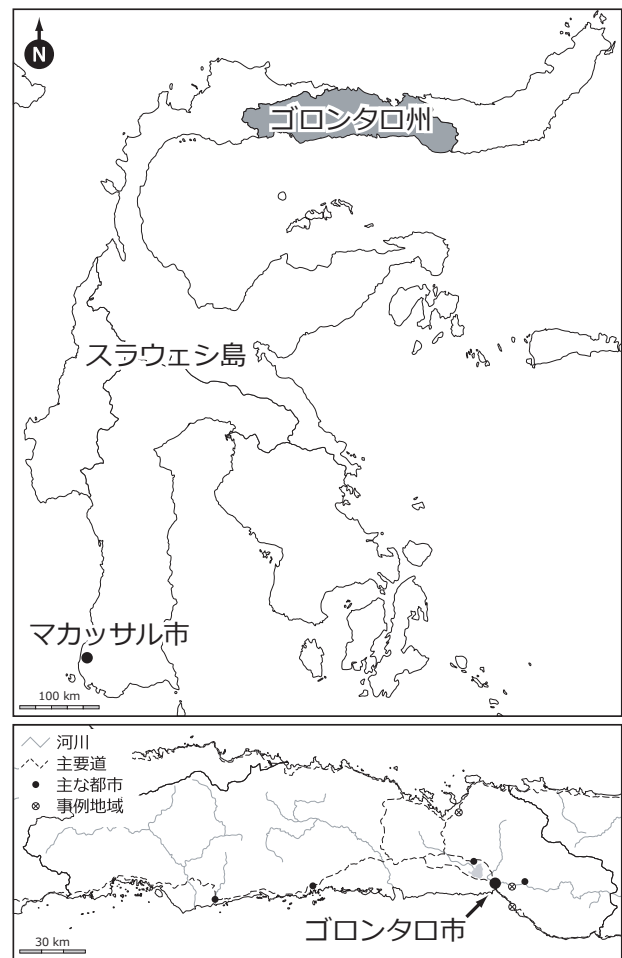 N
ゴロンタロ州
スラウェシ島
マカッサル市
100 km
河川
主要道
主な都市
事例地域
ゴロンタロ市
30 km